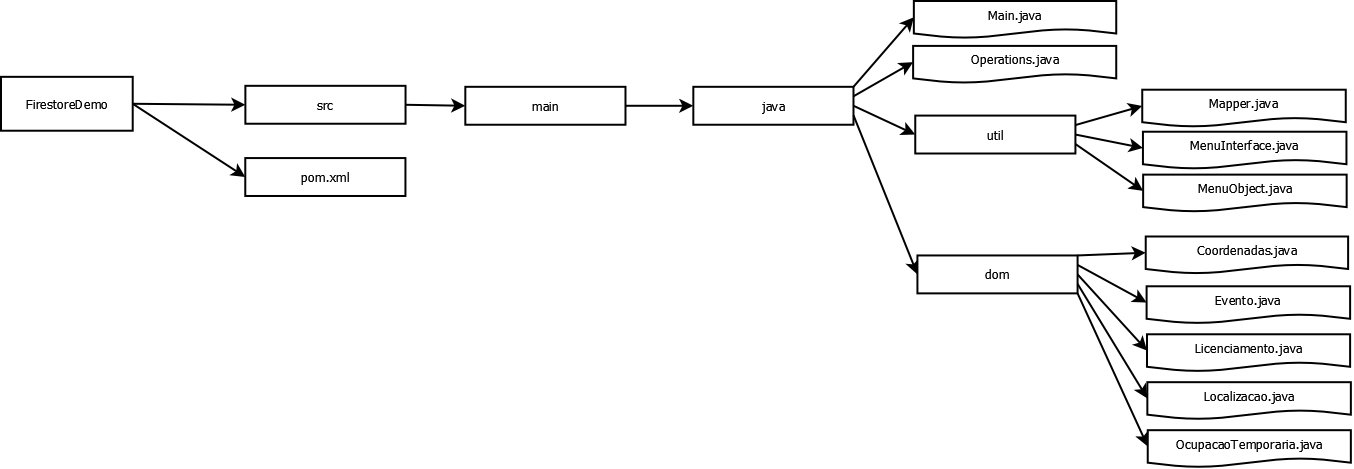 Main.java
Operations.java
FirestoreDemo
src
main
java
Mapper.java
util
MenuInterface.java
pom.xml
MenuObject.java
Coordenadas.java
dom
Evento.java
Licenciamento.java
Localizacao.java
OcupacaoTemporaria.java